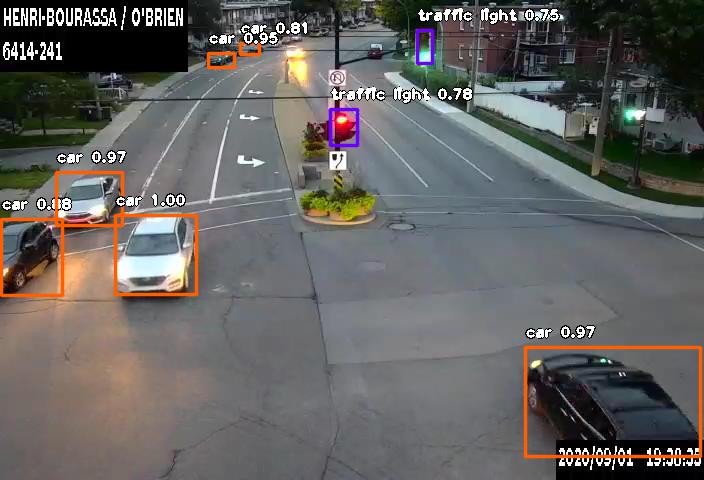 HENRI-BOURASSA / O'BRIEN
6414-241
traffic light 0.75
car 0.81
car 0.95
traffic light 0.78
car 0.97
car 0.88
car 1.00
car 0.97
2020/09/01 19:38:35